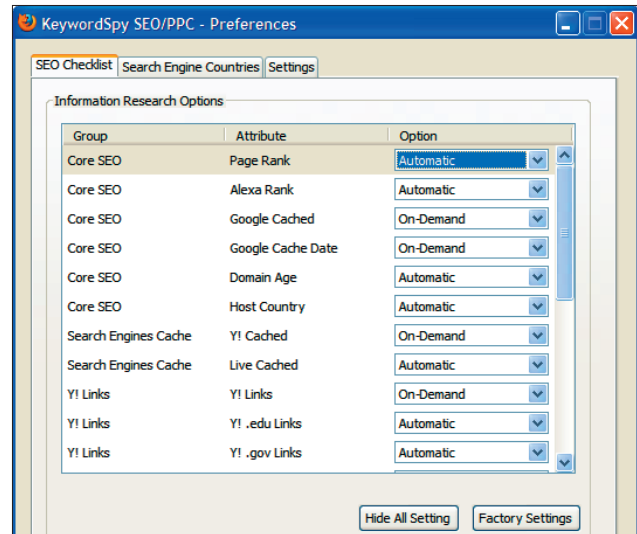 KeywordSpy SEO/PPC - Preferences
SEO Checklist Search Engine Countries Settings
Information Research Options
Group Attribute Option
Core SEO Page Rank Automatic
Core SEO Alexa Rank Automatic
Core SEO Google Cached On-Demand
Core SEO Google Cache Date On-Demand
Core SEO Domain Age Automatic
Core SEO Host Country Automatic
Search Engines Cache Y! Cached On-Demand
Search Engines Cache Live Cached Automatic
Y! Links Y! Links On-Demand
Y! Links Y! .edu Links Automatic
Y! Links Y! .gov Links Automatic
Hide All Setting Factory Settings